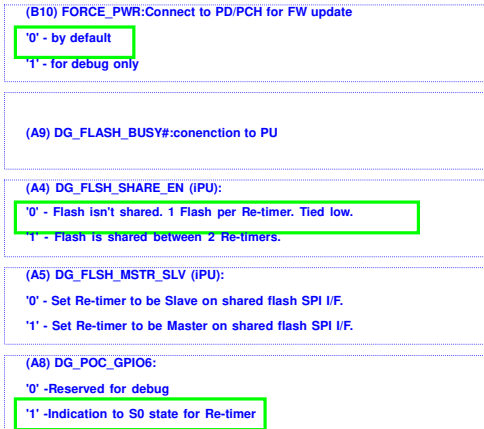 (B10) FORCE_PWR:Connect to PD/PCH for FW update
'0' - by default
'1' - for debug only
(A9) DG_FLASH_BUSY#:conenction to PU
(A4) DG_FLSH_SHARE_EN (iPU):
'0' - Flash isn't shared. 1 Flash per Re-timer. Tied low.
'1' - Flash is shared between 2 Re-timers.
(A5) DG_FLSH_MSTR_SLV (iPU):
'0' - Set Re-timer to be Slave on shared flash SPI I/F.
'1' - Set Re-timer to be Master on shared flash SPI I/F.
(A8) DG_POC_GPIO6:
'0' -Reserved for debug
'1' -Indication to S0 state for Re-timer